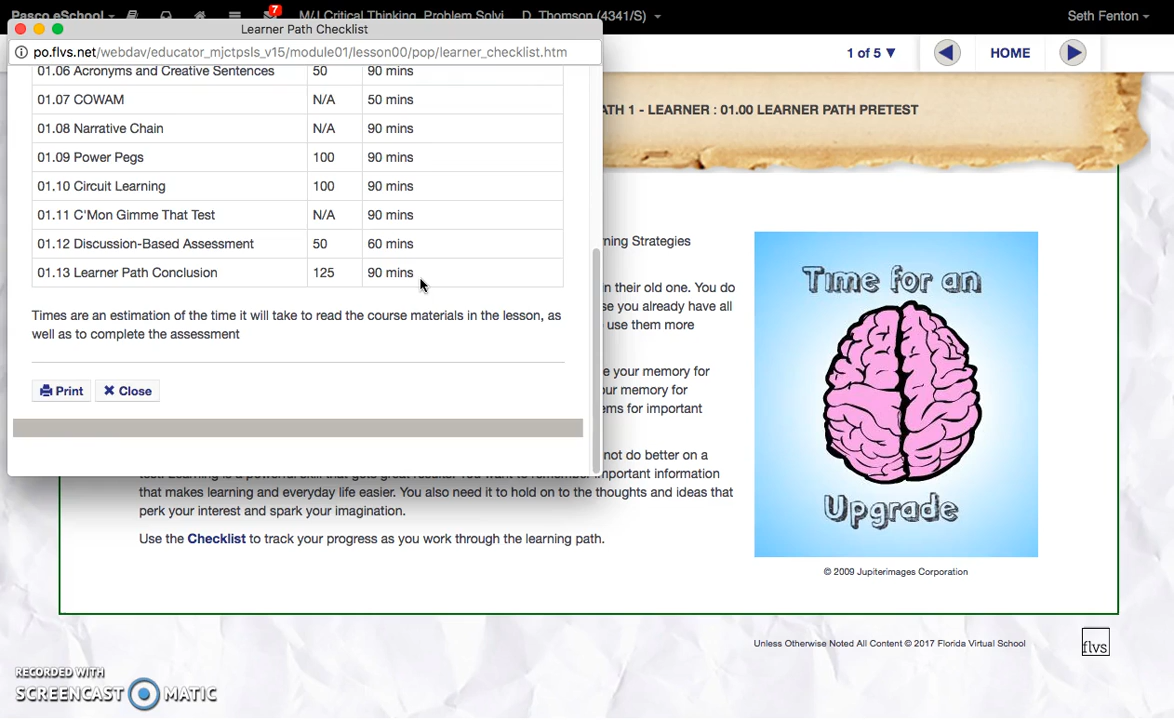 Pasco eSchool
7
M/J Critical Thinking, Problem Solvi
D. Thomson (4341/S)
Seth Fenton
Learner Path Checklist
po.flvs.net/webdav/educator_mjctpsls_v15/module01/lesson00/pop/learner_checklist.htm
1 of 5 ▼
HOME
01.06 Acronyms and Creative Sentences 50 90 mins
01.07 COWAM N/A 50 mins
01.08 Narrative Chain N/A 90 mins
01.09 Power Pegs 100 90 mins
01.10 Circuit Learning 100 90 mins
01.11 C'Mon Gimme That Test N/A 90 mins
01.12 Discussion-Based Assessment 50 60 mins
01.13 Learner Path Conclusion 125 90 mins
Times are an estimation of the time it will take to read the course materials in the lesson, as
well as to complete the assessment
Print
Close
ATH 1 - LEARNER : 01.00 LEARNER PATH PRETEST
rning Strategies
n their old one. You do
se you already have all
use them more
e your memory for
our memory for
ems for important
not do better on a
important information
that makes learning and everyday life easier. You also need it to hold on to the thoughts and ideas that
perk your interest and spark your imagination.
Use the Checklist to track your progress as you work through the learning path.
Time for an
Upgrade
© 2009 Jupiterimages Corporation
Unless Otherwise Noted All Content © 2017 Florida Virtual School
flvs
RECORDED WITH
SCREENCAST MATIC